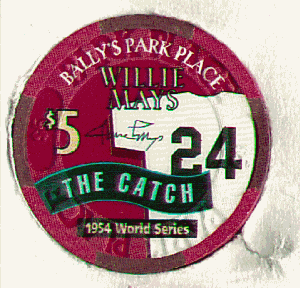 BALLY'S PARK PLACE
WILLIE
MAYS
$5
24
THE CATCH
1954 World Series